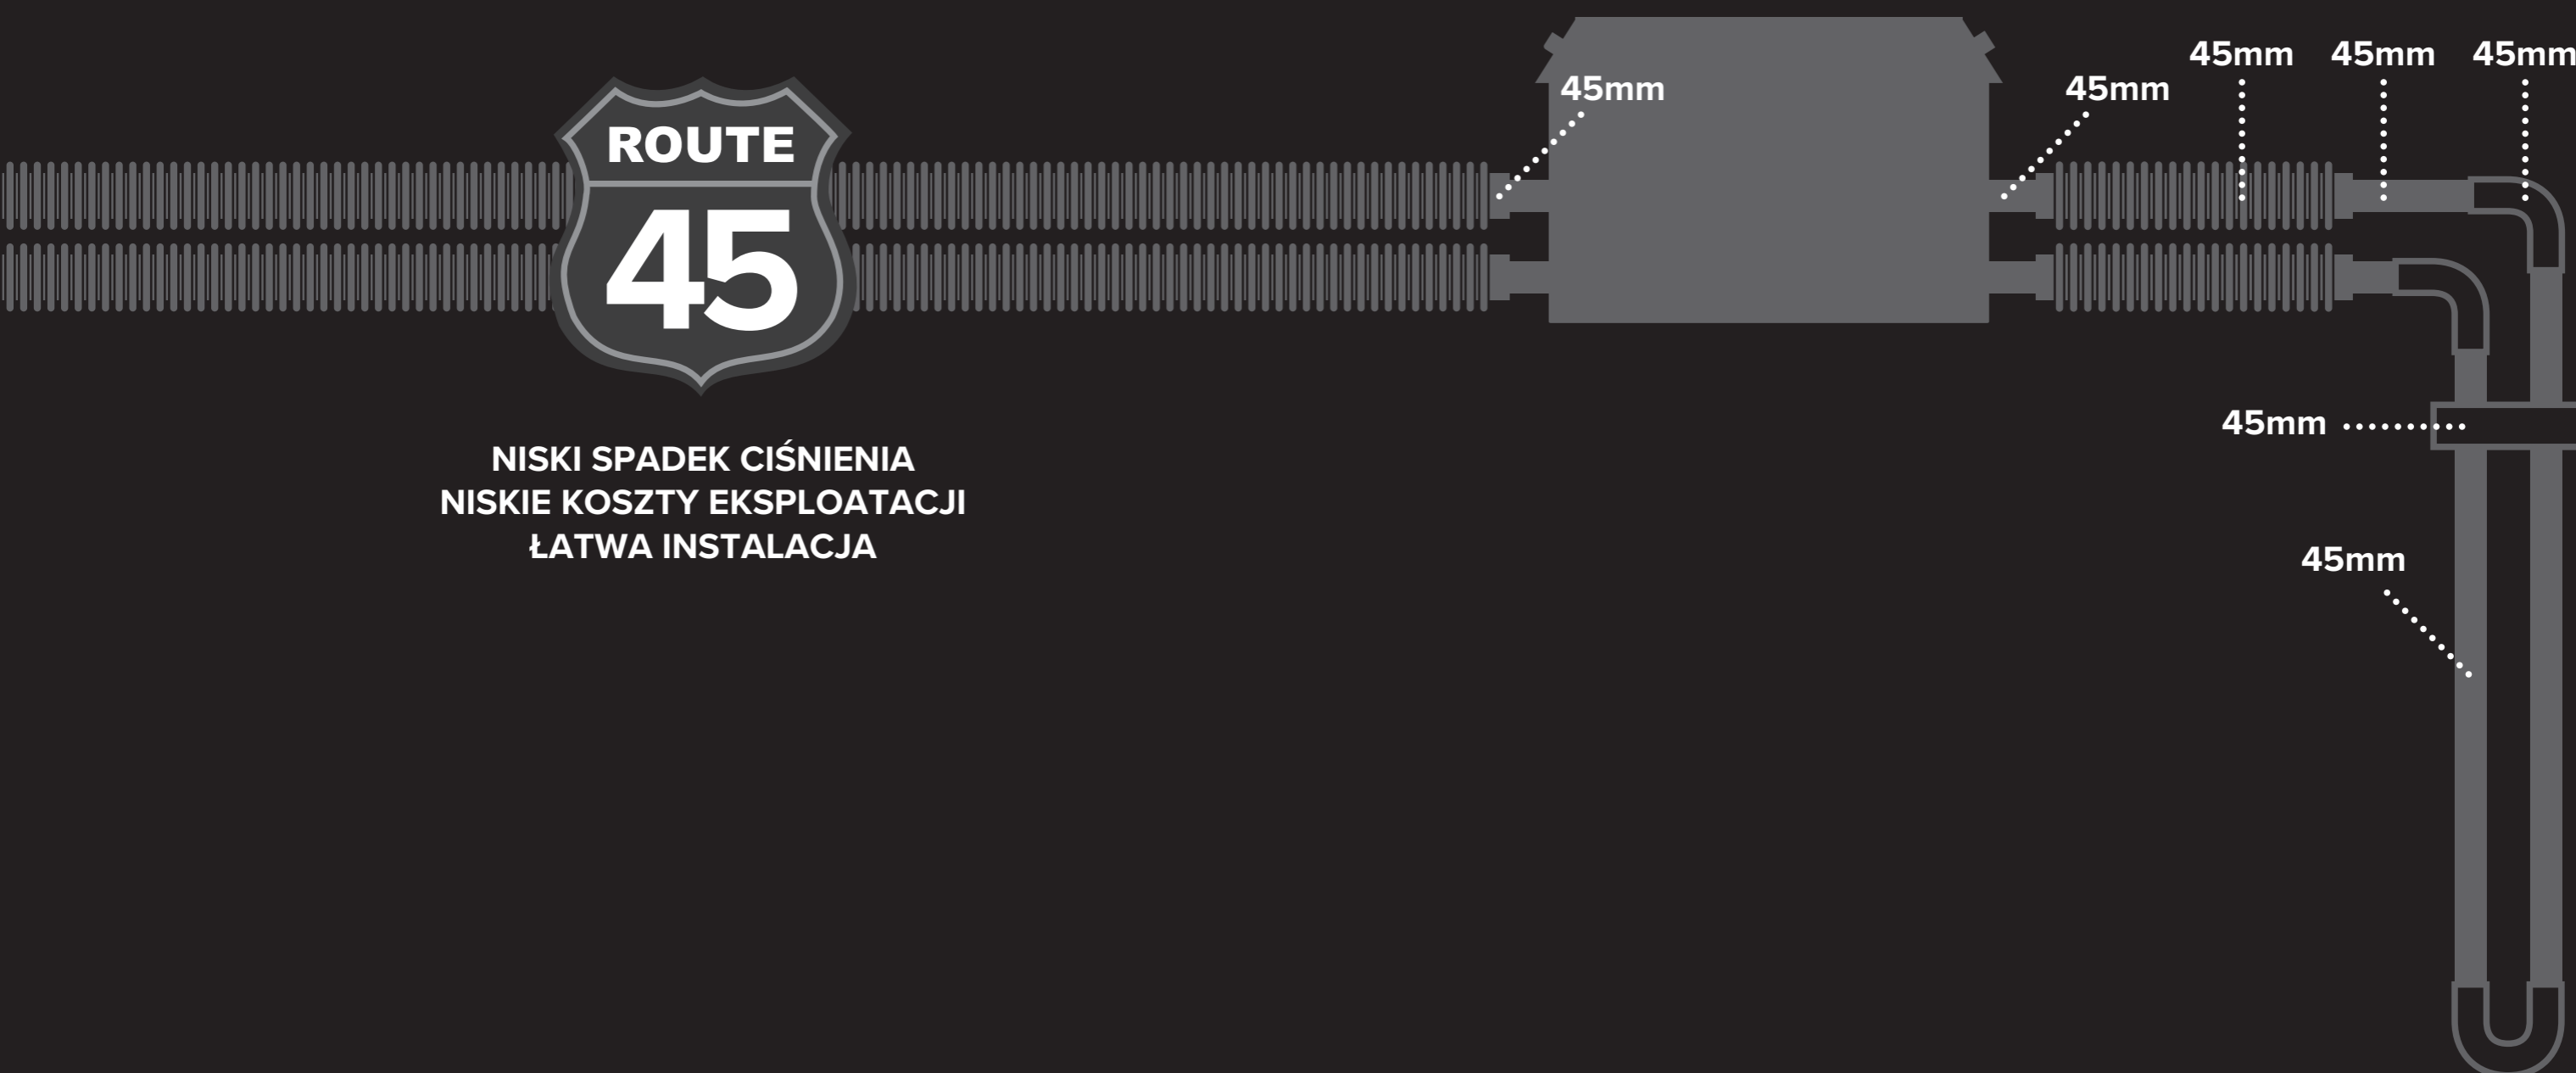 45mm 45mm 45mm
45mm 45mm
ROUTE
45
45mm
NISKI SPADEK CIŚNIENIA
NISKIE KOSZTY EKSPLOATACJI
ŁATWA INSTALACJA
45mm